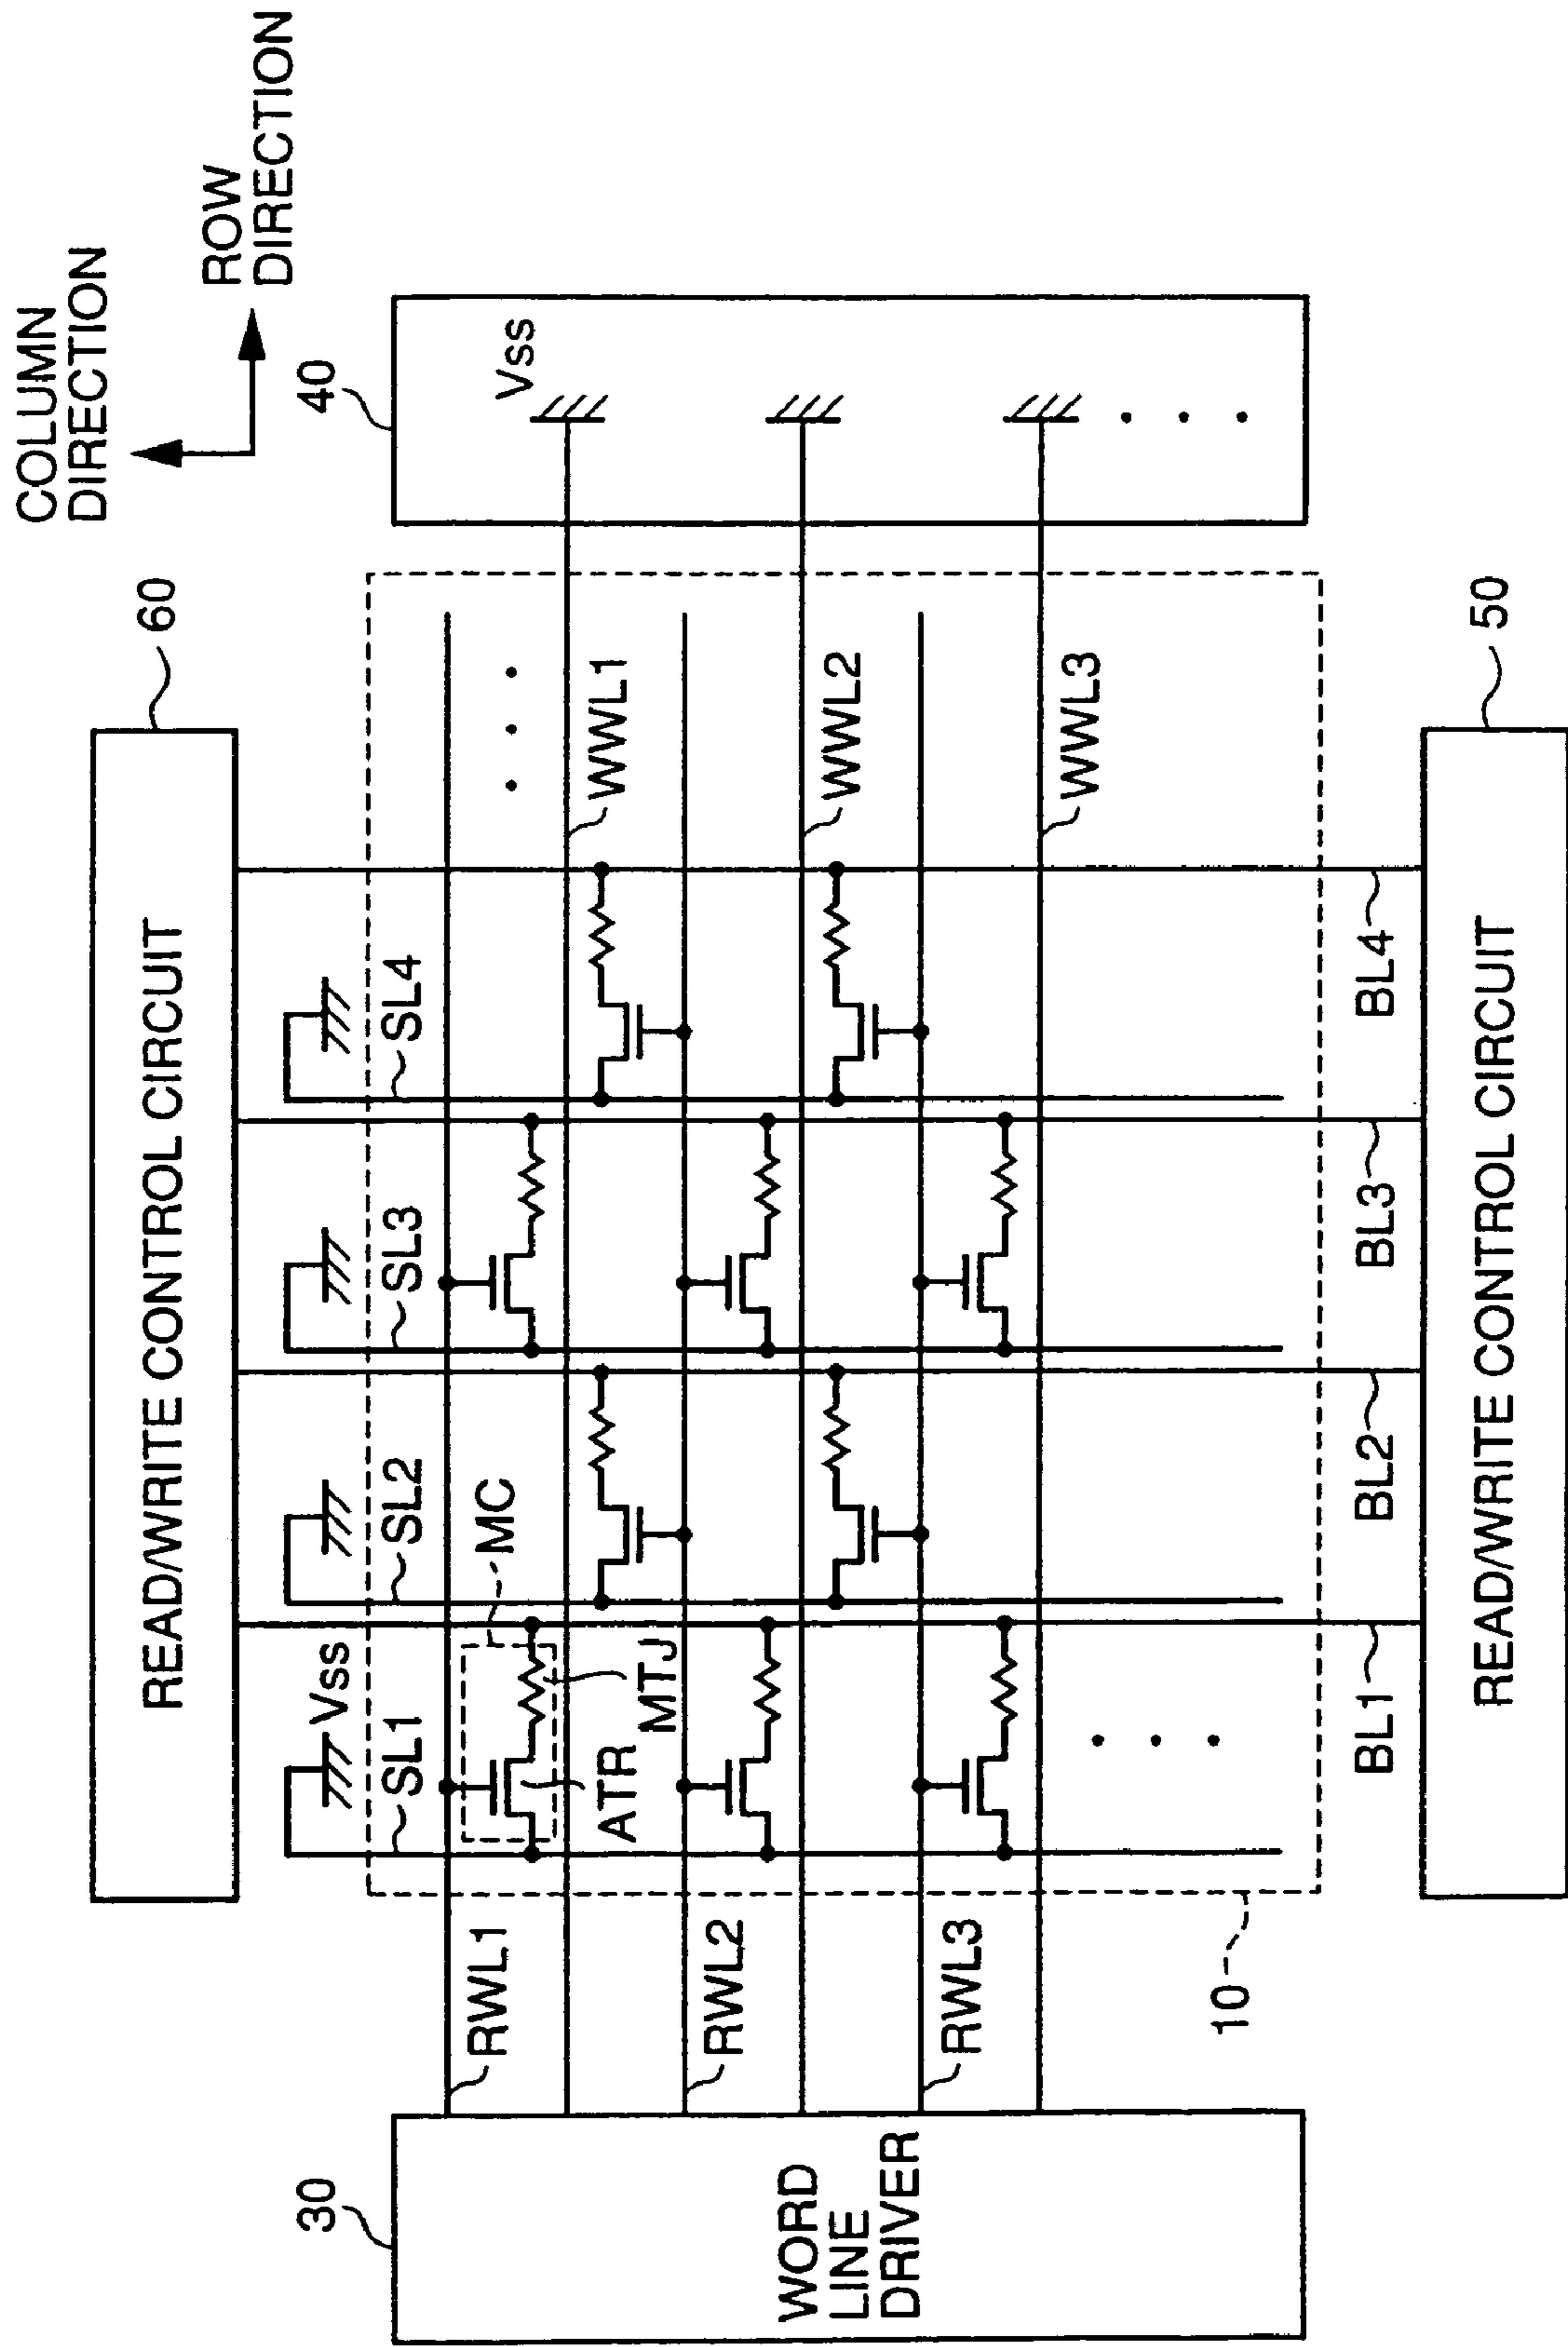 COLUMN
DIRECTION
ROW
DIRECTION
60
READ/WRITE CONTROL CIRCUIT
Vss
SL1
SL2
SL3
SL4
30
WORD
LINE
DRIVER
40
Vss
RWL1
MC
ATR
MTJ
WWL1
RWL2
WWL2
RWL3
WWL3
10
BL1
BL2
BL3
BL4
READ/WRITE CONTROL CIRCUIT
50